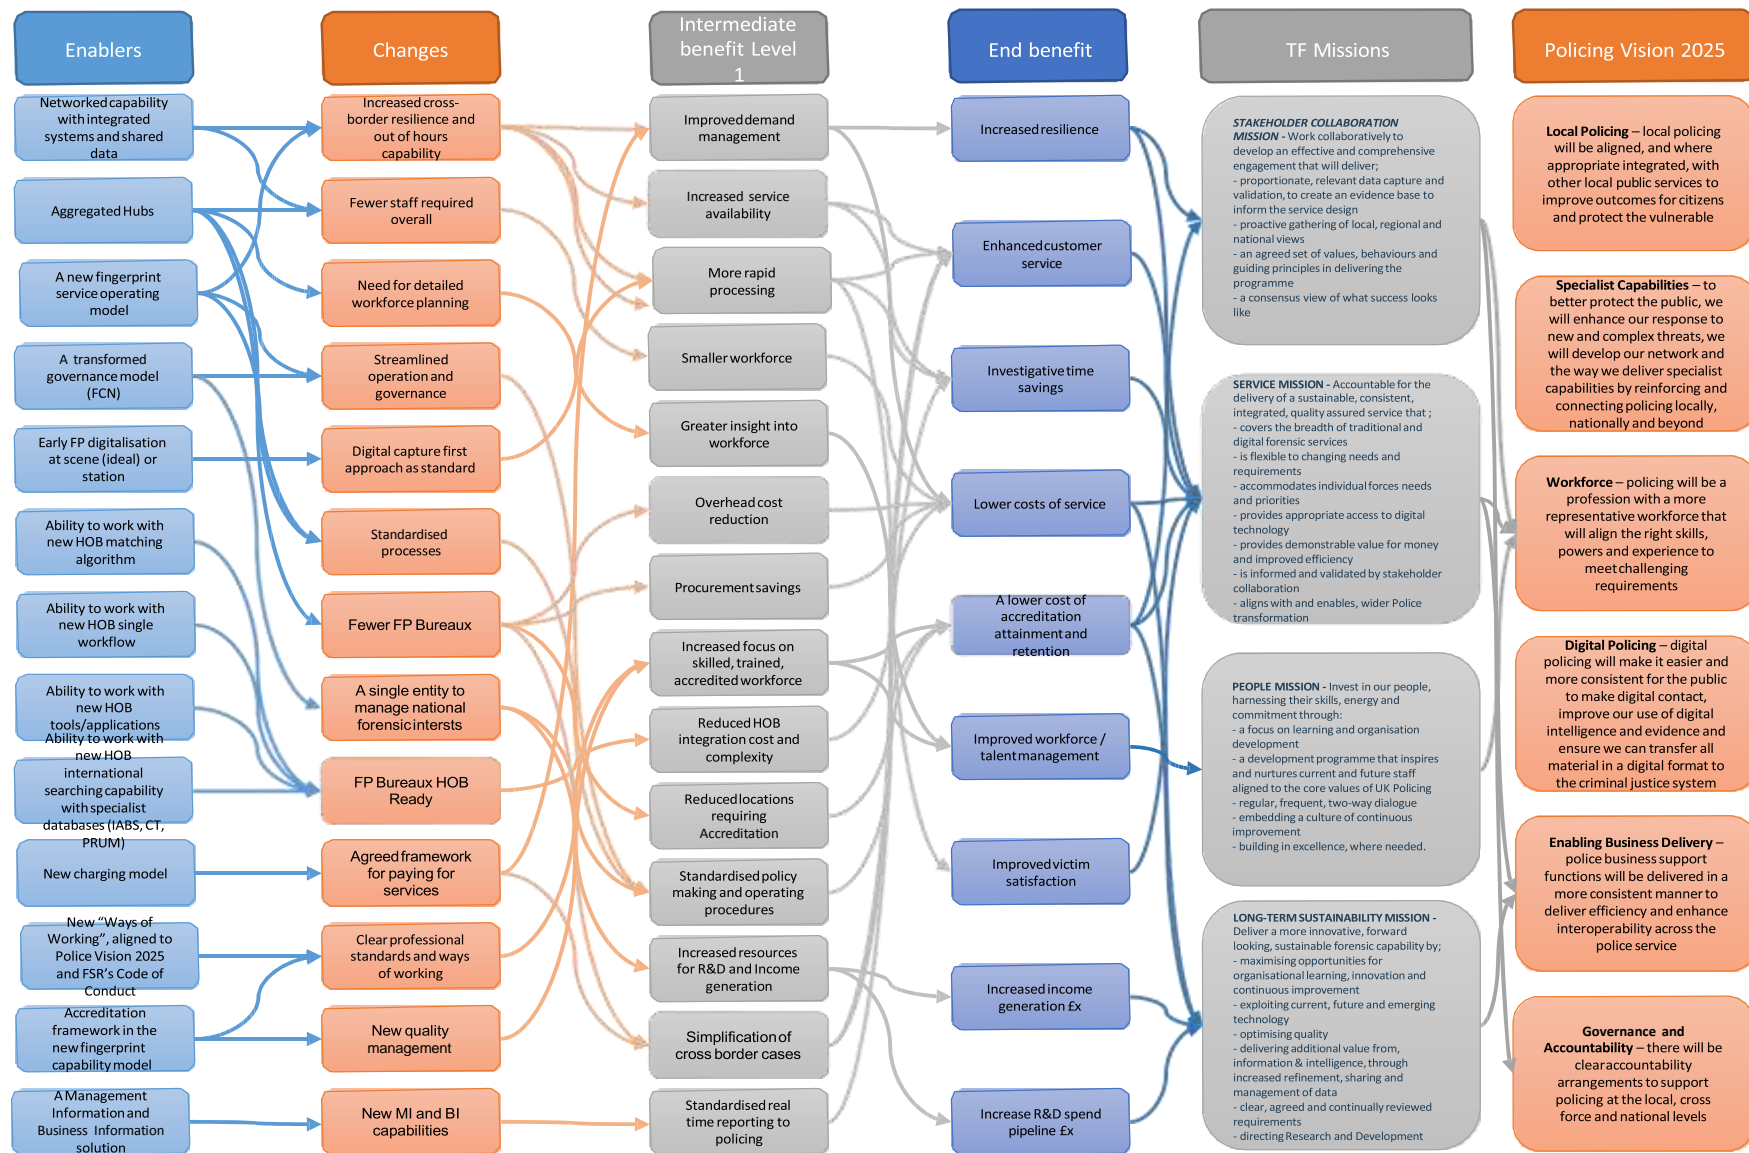 Enablers
Changes
Intermediate
benefit Level
1
End benefit
TF Missions
Policing Vision 2025
Networked capability
with integrated
systems and shared
data
Aggregated Hubs
A new fingerprint
service operating
model
A transformed
governance model
(FCN)
Early FP digitalisation
at scene (ideal) or
station
Ability to work with
new HOB matching
algorithm
Ability to work with
new HOB single
workflow
Ability to work with
new HOB
tools/applications
Ability to work with
new HOB
international
searching capability
with specialist
databases (IABS, CT,
PRUM)
New charging model
New “Ways of
Working”, aligned to
Police Vision 2025
and FSR’s Code of
Conduct
Accreditation
framework in the
new fingerprint
capability model
A Management
Information and
Business Information
solution
Increased cross-
border resilience and
out of hours
capability
Fewer staff required
overall
Need for detailed
workforce planning
Streamlined
operation and
governance
Digital capture first
approach as standard
Standardised
processes
Fewer FP Bureaux
A single entity to
manage national
forensic intersts
FP Bureaux HOB
Ready
Agreed framework
for paying for
services
Clear professional
standards and ways
of working
New quality
management
New MI and BI
capabilities
Improved demand
management
Increased service
availability
More rapid
processing
Smaller workforce
Greater insight into
workforce
Overhead cost
reduction
Procurement savings
Increased focus on
skilled, trained,
accredited workforce
Reduced HOB
integration cost and
complexity
Reduced locations
requiring
Accreditation
Standardised policy
making and operating
procedures
Increased resources
for R&D and Income
generation
Simplification of
cross border cases
Standardised real
time reporting to
policing
Increased resilience
Enhanced customer
service
Investigative time
savings
Lower costs of service
A lower cost of
accreditation
attainment and
retention
Improved workforce /
talent management
Improved victim
satisfaction
Increased income
generation £x
Increase R&D spend
pipeline £x
STAKEHOLDER COLLABORATION
MISSION - Work collaboratively to
develop an effective and comprehensive
engagement that will deliver;
- proportionate, relevant data capture and
validation, to create an evidence base to
inform the service design
- proactive gathering of local, regional and
national views
- an agreed set of values, behaviours and
guiding principles in delivering the
programme
- a consensus view of what success looks
like
SERVICE MISSION - Accountable for the
delivery of a sustainable, consistent,
integrated, quality assured service that ;
- covers the breadth of traditional and
digital forensic services
- is flexible to changing needs and
requirements
- accommodates individual forces needs
and priorities
- provides appropriate access to digital
technology
- provides demonstrable value for money
and improved efficiency
- is informed and validated by stakeholder
collaboration
- aligns with and enables, wider Police
transformation
PEOPLE MISSION - Invest in our people,
harnessing their skills, energy and
commitment through:
- a focus on learning and organisation
development
- a development programme that inspires
and nurtures current and future staff
aligned to the core values of UK Policing
- regular, frequent, two-way dialogue
- embedding a culture of continuous
improvement
- building in excellence, where needed.
LONG-TERM SUSTAINABILITY MISSION -
Deliver a more innovative, forward
looking, sustainable forensic capability by;
- maximising opportunities for
organisational learning, innovation and
continuous improvement
- exploiting current, future and emerging
technology
- optimising quality
- delivering additional value from,
information & intelligence, through
increased refinement, sharing and
management of data
- clear, agreed and continually reviewed
requirements
- directing Research and Development
Local Policing – local policing
will be aligned, and where
appropriate integrated, with
other local public services to
improve outcomes for citizens
and protect the vulnerable
Specialist Capabilities – to
better protect the public, we
will enhance our response to
new and complex threats, we
will develop our network and
the way we deliver specialist
capabilities by reinforcing and
connecting policing locally,
nationally and beyond
Workforce – policing will be a
profession with a more
representative workforce that
will align the right skills,
powers and experience to
meet challenging
requirements
Digital Policing – digital
policing will make it easier and
more consistent for the public
to make digital contact,
improve our use of digital
intelligence and evidence and
ensure we can transfer all
material in a digital format to
the criminal justice system
Enabling Business Delivery –
police business support
functions will be delivered in a
more consistent manner to
deliver efficiency and enhance
interoperability across the
police service
Governance and
Accountability – there will be
clear accountability
arrangements to support
policing at the local, cross
force and national levels